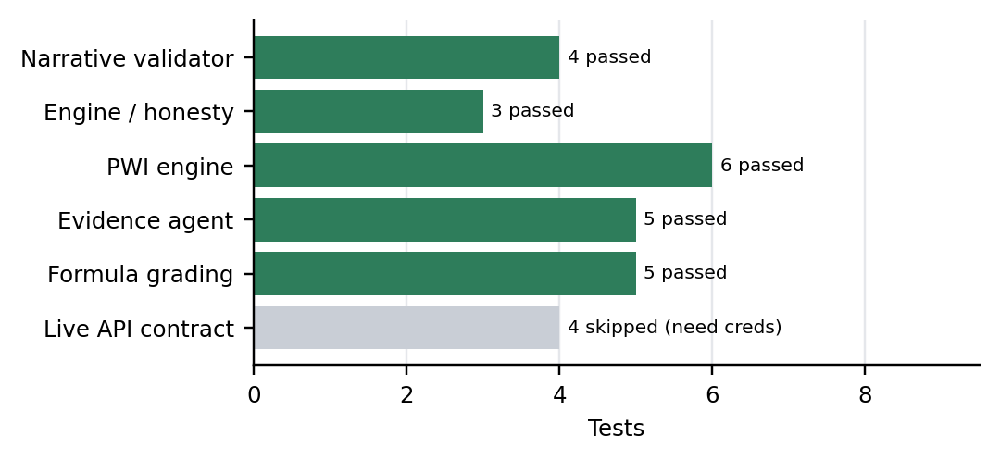 Narrative validator 4 passed
Engine / honesty 3 passed
PWI engine 6 passed
Evidence agent 5 passed
Formula grading 5 passed
Live API contract 4 skipped (need creds)
0 2 4 6 8
Tests